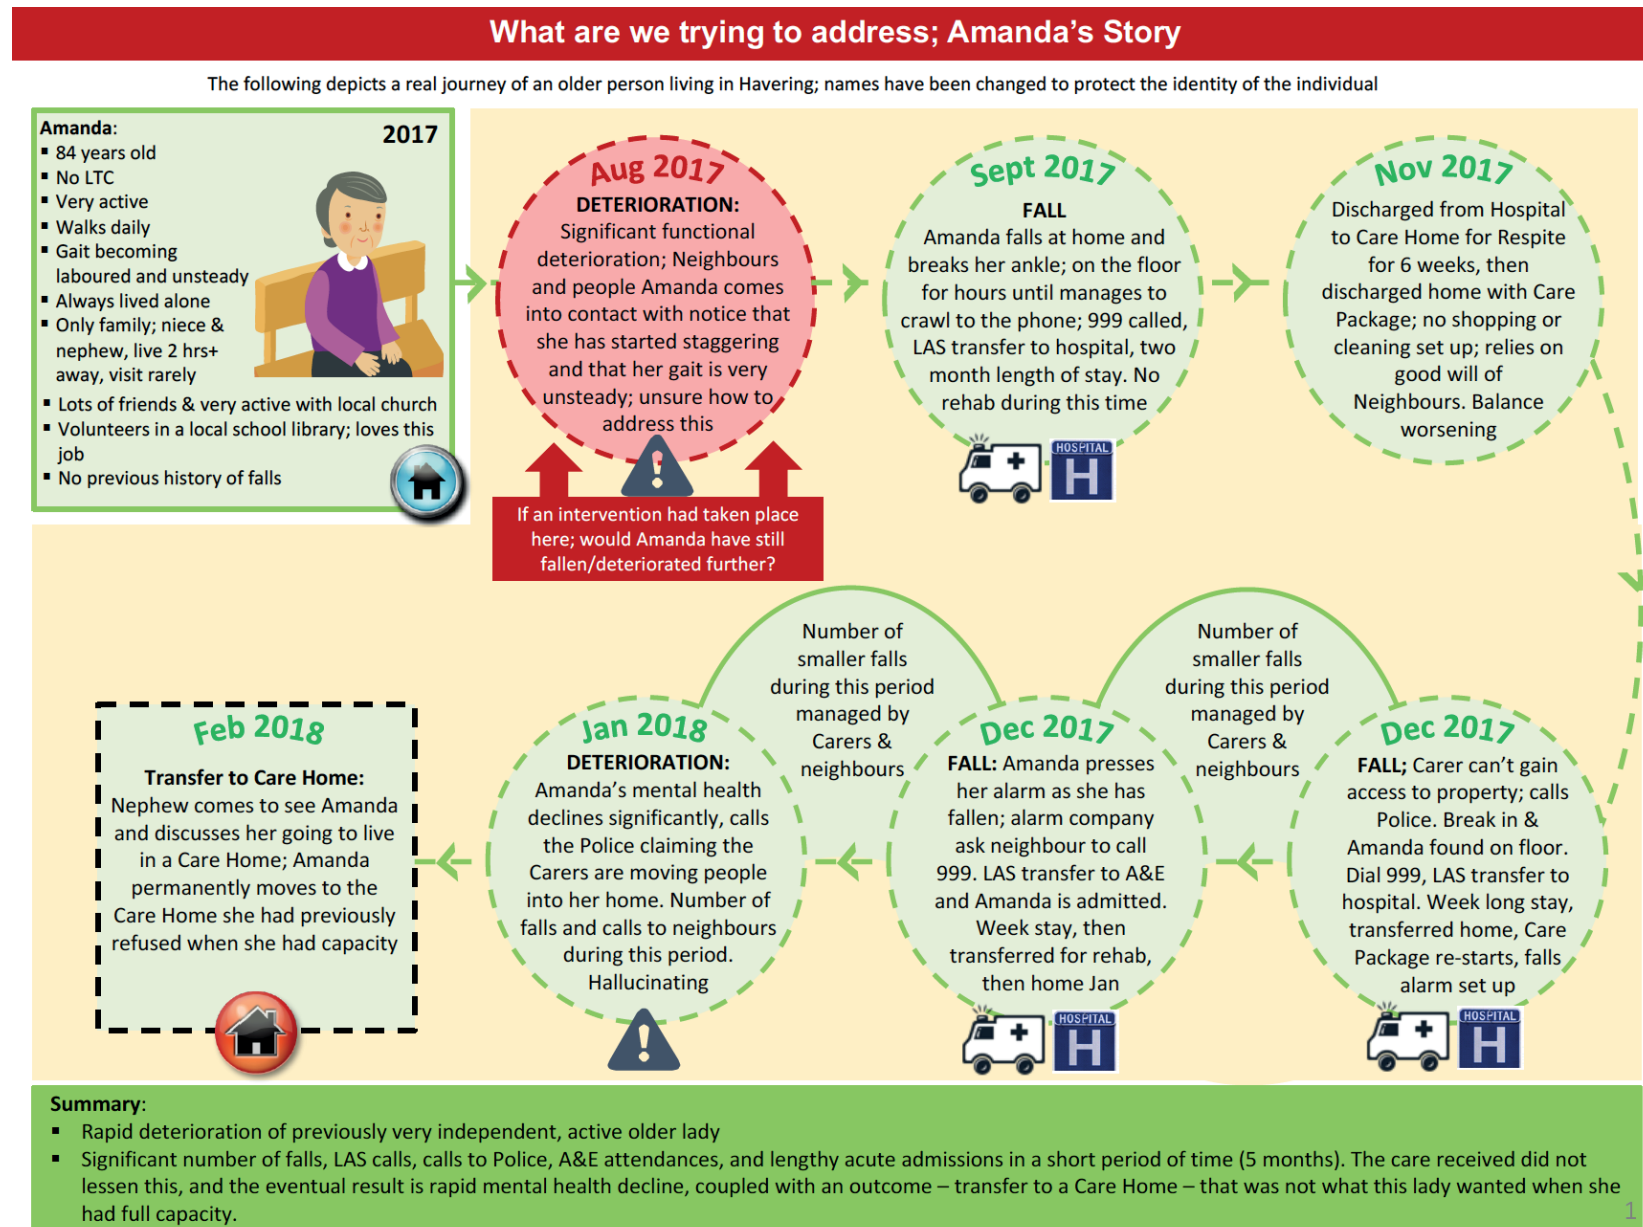 What are we trying to address; Amanda's Story
The following depicts a real journey of an older person living in Havering; names have been changed to protect the identity of the individual
Amanda:
2017
▪ 84 years old
▪ No LTC
▪ Very active
▪ Walks daily
▪ Gait becoming
laboured and unsteady
▪ Always lived alone
▪ Only family; niece &
nephew, live 2 hrs+
away, visit rarely
▪ Lots of friends & very active with local church
▪ Volunteers in a local school library; loves this
job
▪ No previous history of falls
Aug 2017
DETERIORATION:
Significant functional
deterioration; Neighbours
and people Amanda comes
into contact with notice that
she has started staggering
and that her gait is very
unsteady; unsure how to
address this
!
If an intervention had taken place
here; would Amanda have still
fallen/deteriorated further?
Sept 2017
FALL
Amanda falls at home and
breaks her ankle; on the floor
for hours until manages to
crawl to the phone; 999 called,
LAS transfer to hospital, two
month length of stay. No
rehab during this time
HOSPITAL
H
Nov 2017
Discharged from Hospital
to Care Home for Respite
for 6 weeks, then
discharged home with Care
Package; no shopping or
cleaning set up; relies on
good will of
Neighbours. Balance
worsening
Number of
smaller falls
during this period
managed by
Carers &
neighbours
Dec 2017
FALL; Carer can't gain
access to property; calls
Police. Break in &
Amanda found on floor.
Dial 999, LAS transfer to
hospital. Week long stay,
transferred home, Care
Package re-starts, falls
alarm set up
HOSPITAL
H
Number of
smaller falls
during this period
managed by
Carers &
neighbours
Dec 2017
FALL: Amanda presses
her alarm as she has
fallen; alarm company
ask neighbour to call
999. LAS transfer to A&E
and Amanda is admitted.
Week stay, then
transferred for rehab,
then home Jan
HOSPITAL
H
Jan 2018
DETERIORATION:
Amanda's mental health
declines significantly, calls
the Police claiming the
Carers are moving people
into her home. Number of
falls and calls to neighbours
during this period.
Hallucinating
!
Feb 2018
Transfer to Care Home:
Nephew comes to see Amanda
and discusses her going to live
in a Care Home; Amanda
permanently moves to the
Care Home she had previously
refused when she had capacity
Summary:
▪ Rapid deterioration of previously very independent, active older lady
▪ Significant number of falls, LAS calls, calls to Police, A&E attendances, and lengthy acute admissions in a short period of time (5 months). The care received did not
lessen this, and the eventual result is rapid mental health decline, coupled with an outcome – transfer to a Care Home – that was not what this lady wanted when she
had full capacity.
1